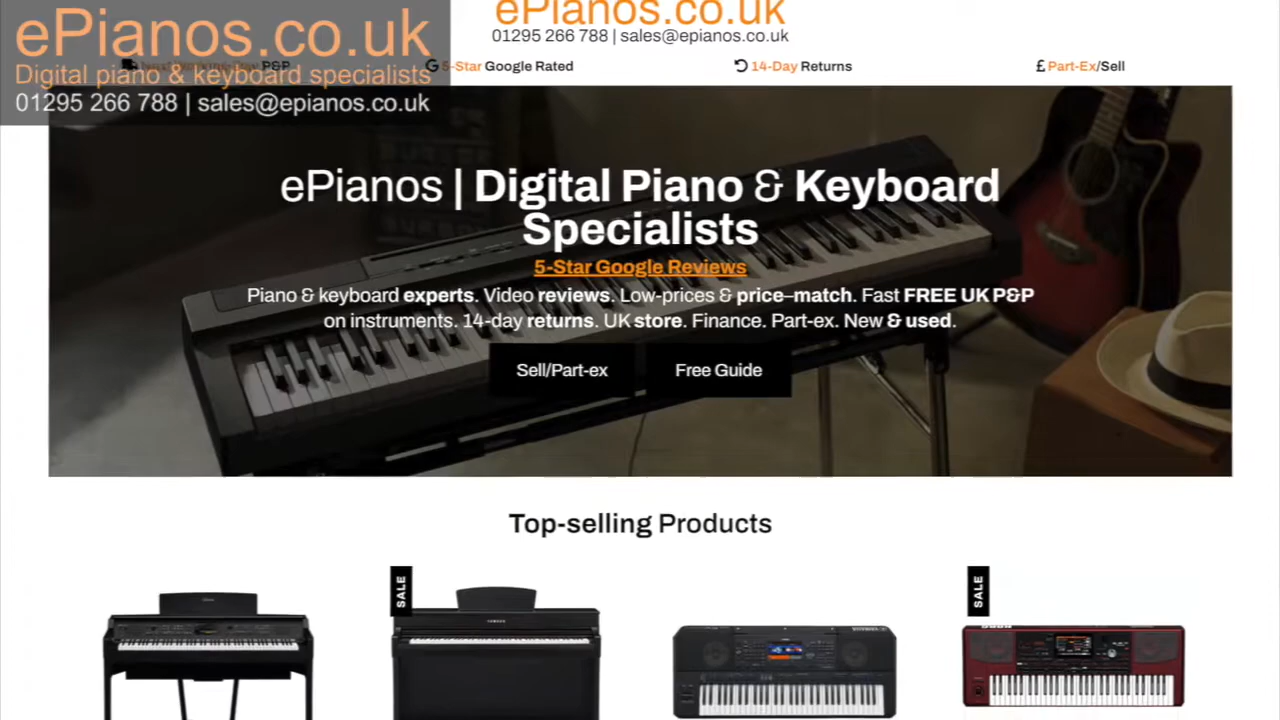 ePianos.co.uk
Digital piano & keyboard specialists
01295 266 788 | sales@epianos.co.uk
ePianos.co.uk
01295 266 788 | sales@epianos.co.uk
P&P
5-Star Google Rated
14-Day Returns
£ Part-Ex/Sell
ePianos | Digital Piano & Keyboard
Specialists
5-Star Google Reviews
Piano & keyboard experts. Video reviews. Low-prices & price–match. Fast FREE UK P&P
on instruments. 14-day returns. UK store. Finance. Part-ex. New & used.
Sell/Part-ex
Free Guide
Top-selling Products
SALE
SALE
YAMAHA